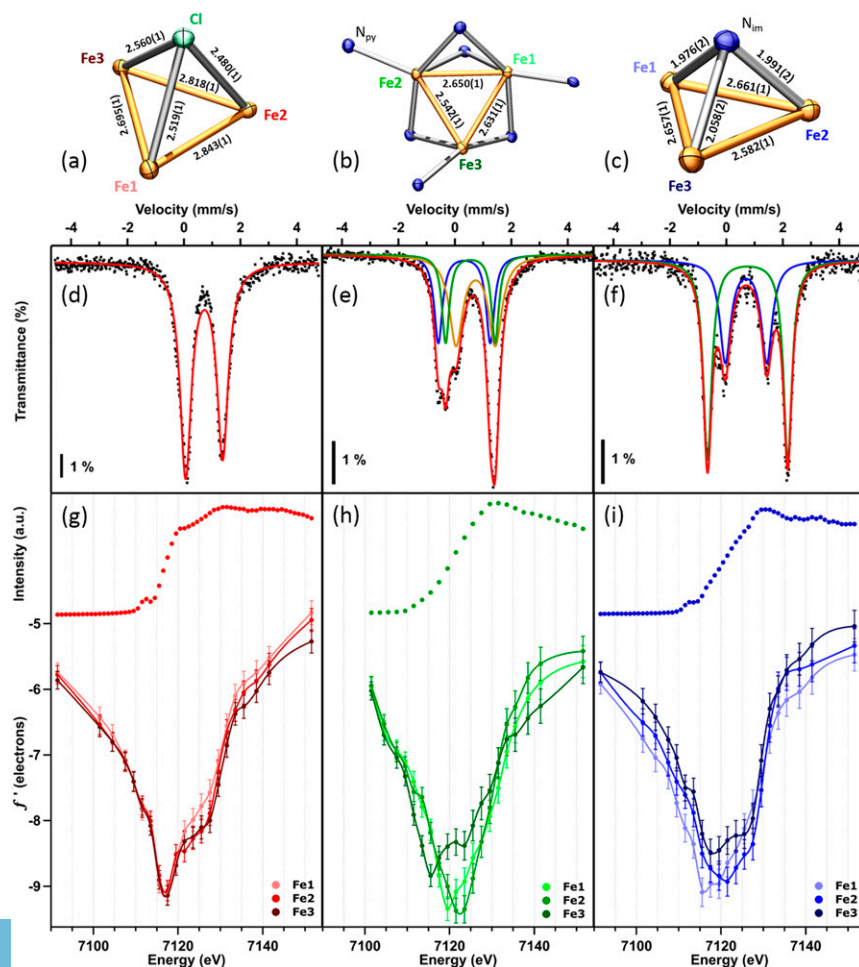 Cl
Fe3
2.560(1)
2.480(1)
2.818(1)
Fe2
2.695(1)
2.519(1)
2.843(1)
(a)
Fe1
N_py
Fe1
Fe2
2.650(1)
2.542(1)
2.631(1)
(b)
Fe3
N_im
1.976(2)
1.991(2)
Fe1
2.661(1)
2.657(1)
2.058(2)
Fe2
(c)
2.582(1)
Fe3
Velocity (mm/s) Velocity (mm/s) Velocity (mm/s)
-4 -2 0 2 4 -4 -2 0 2 4 -4 -2 0 2 4
Transmittance (%)
(d) (e) (f)
1 % 1 % 1 %
Intensity (a.u.)
(g) (h) (i)
-5
-6
-7
-8
-9
f ' (electrons)
Fe1 Fe1 Fe1
Fe2 Fe2 Fe2
Fe3 Fe3 Fe3
7100 7120 7140 7100 7120 7140 7100 7120 7140
Energy (eV) Energy (eV) Energy (eV)